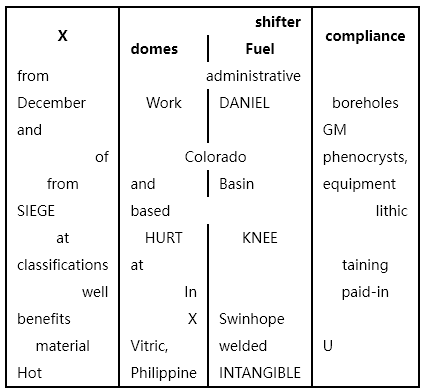 shifter
X compliance
domes Fuel
from administrative
December Work DANIEL boreholes
and GM
of Colorado phenocrysts,
from and Basin equipment
SIEGE based lithic
at HURT KNEE
classifications at taining
well In paid-in
benefits X Swinhope
material Vitric, welded U
Hot Philippine INTANGIBLE